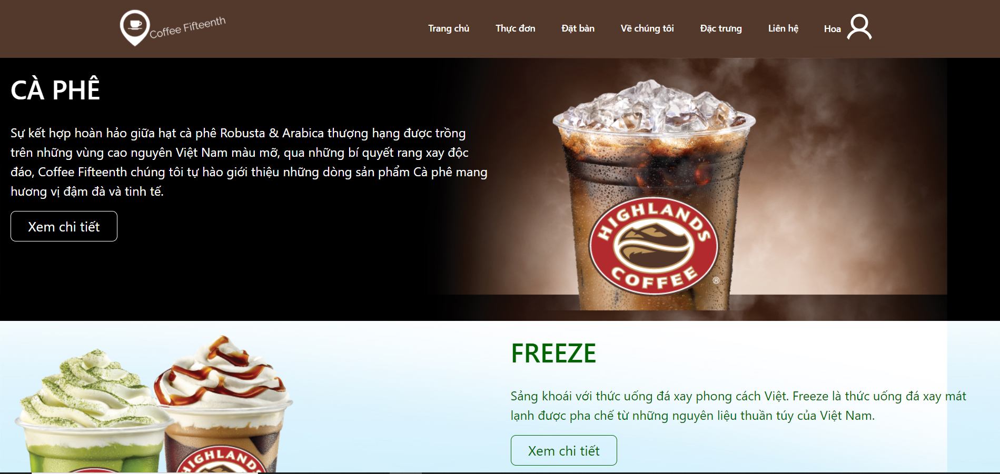 Coffee Fifteenth
Trang chủ
Thực đơn
Đặt bàn
Về chúng tôi
Đặc trưng
Liên hệ
Hoa
CÀ PHÊ
Sự kết hợp hoàn hảo giữa hạt cà phê Robusta & Arabica thượng hạng được trồng
trên những vùng cao nguyên Việt Nam màu mỡ, qua những bí quyết rang xay độc
đáo, Coffee Fifteenth chúng tôi tự hào giới thiệu những dòng sản phẩm Cà phê mang
hương vị đậm đà và tinh tế.
Xem chi tiết
HIGHLANDS
COFFEE
®
FREEZE
Sảng khoái với thức uống đá xay phong cách Việt. Freeze là thức uống đá xay mát
lạnh được pha chế từ những nguyên liệu thuần túy của Việt Nam.
Xem chi tiết
HIGHLANDS